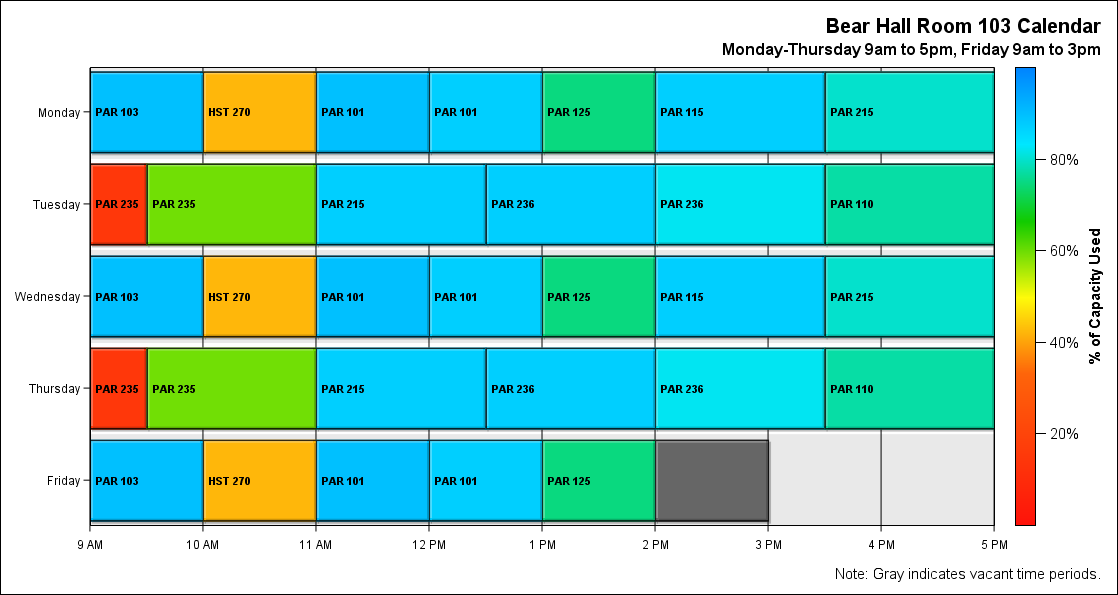 Bear Hall Room 103 Calendar
Monday-Thursday 9am to 5pm, Friday 9am to 3pm
Monday PAR 103 HST 270 PAR 101 PAR 101 PAR 125 PAR 115 PAR 215
Tuesday PAR 235 PAR 235 PAR 215 PAR 236 PAR 236 PAR 110
Wednesday PAR 103 HST 270 PAR 101 PAR 101 PAR 125 PAR 115 PAR 215
Thursday PAR 235 PAR 235 PAR 215 PAR 236 PAR 236 PAR 110
Friday PAR 103 HST 270 PAR 101 PAR 101 PAR 125
9 AM 10 AM 11 AM 12 PM 1 PM 2 PM 3 PM 4 PM 5 PM
80%
60%
40%
20%
% of Capacity Used
Note: Gray indicates vacant time periods.